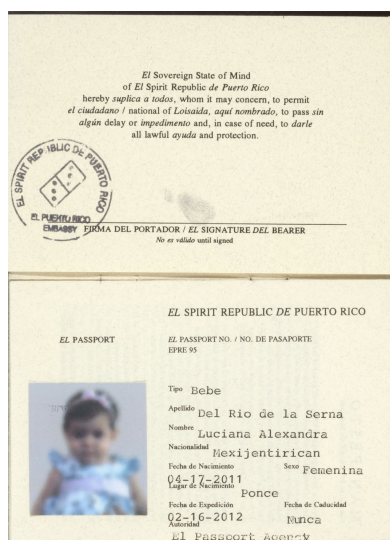 El Sovereign State of Mind
of El Spirit Republic de Puerto Rico
hereby suplica a todos, whom it may concern, to permit
el ciudadano / national of Loisaida, aquí nombrado, to pass sin
algún delay or impedimento and, in case of need, to darle
all lawful ayuda and protection.
EL SPIRIT REPUBLIC DE PUERTO RICO
EL PUERTO RICO
EMBASSY
FIRMA DEL PORTADOR / EL SIGNATURE DEL BEARER
No es válido until signed
EL SPIRIT REPUBLIC DE PUERTO RICO
EL PASSPORT
EL PASSPORT NO. / NO. DE PASAPORTE
EPRE 95
Tipo Bebe
Apellido Del Rio de la Serna
Nombre Luciana Alexandra
Nacionalidad Mexijentirican
Fecha de Nacimiento Sexo Femenina
04-17-2011
Lugar de Nacimiento Ponce
Fecha de Expedición Fecha de Caducidad
02-16-2012 Nunca
Autoridad
El Passport Agency